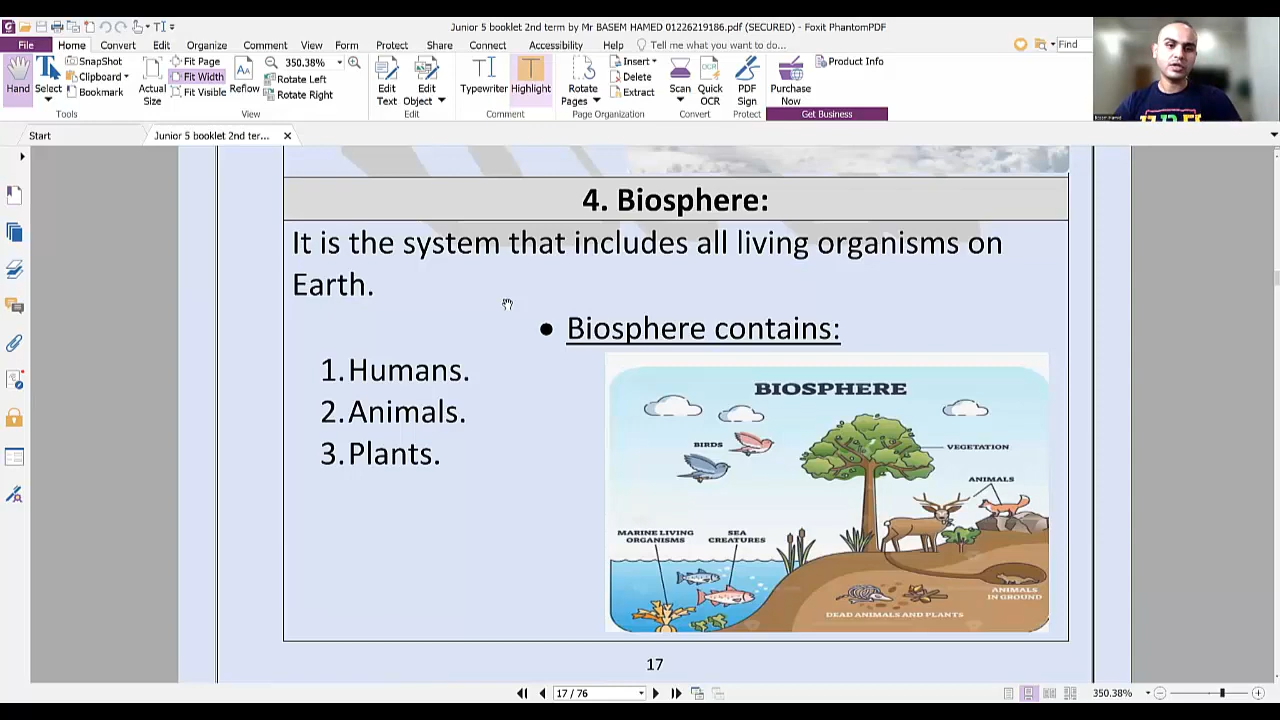 Junior 5 booklet 2nd term by Mr BASEM HAMED 01226219186.pdf (SECURED) - Foxit PhantomPDF
File Home Convert Edit Organize Comment View Form Protect Share Connect Accessibility Help Tell me what you want to do... Find
Hand
Select
SnapShot
Clipboard
Bookmark
Tools
Actual Size
Fit Page
Fit Width
Fit Visible
Reflow
350.38%
Rotate Left
Rotate Right
View
Edit Text
Edit Object
Edit
Typewriter
Highlight
Comment
Rotate Pages
Insert
Delete
Extract
Page Organization
Scan
Quick OCR
Convert
PDF Sign
Protect
Purchase Now
Product Info
Get Business
Start
Junior 5 booklet 2nd ter...
4. Biosphere:
It is the system that includes all living organisms on
Earth.
• Biosphere contains:
1. Humans.
2. Animals.
3. Plants.
BIOSPHERE
BIRDS
VEGETATION
ANIMALS
MARINE LIVING
ORGANISMS
SEA
CREATURES
ANIMALS
IN GROUND
DEAD ANIMALS AND PLANTS
17
17 / 76
350.38%